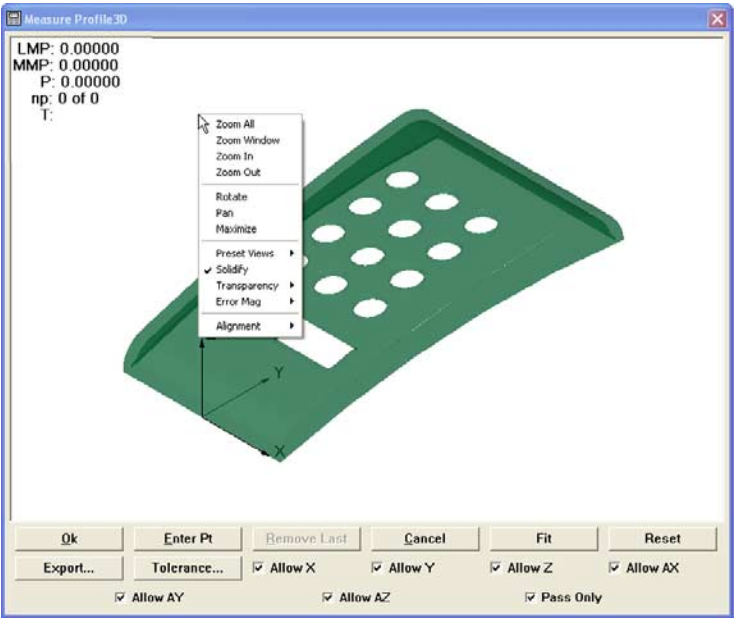 Measure Profile3D
LMP: 0.00000
MMP: 0.00000
P: 0.00000
np: 0 of 0
T:
Zoom All
Zoom Window
Zoom In
Zoom Out
Rotate
Pan
Maximize
Preset Views
Solidify
Transparency
Error Mag
Alignment
Y
X
Ok Enter Pt Remove Last Cancel Fit Reset
Export... Tolerance... Allow X Allow Y Allow Z Allow AX
Allow AY Allow AZ Pass Only